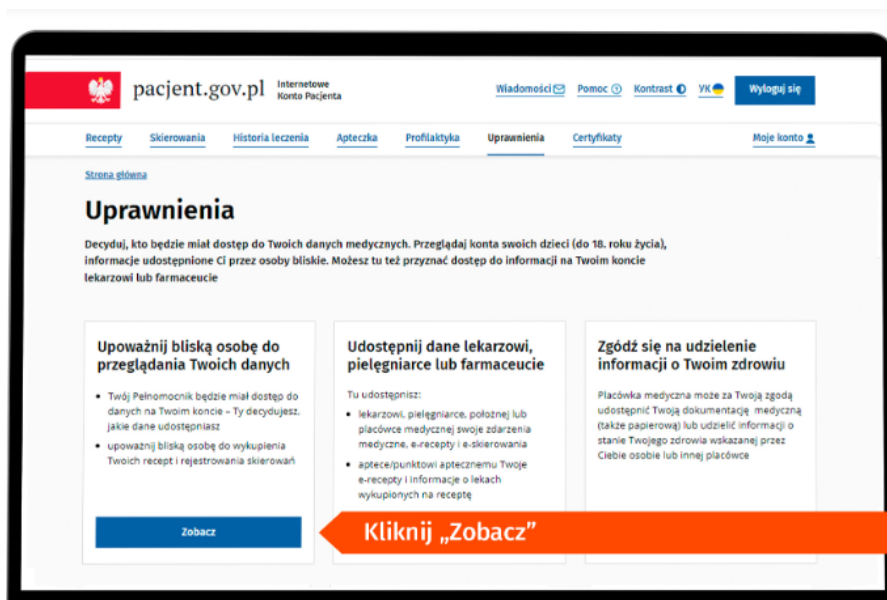 pacjent.gov.pl
Internetowe
Konto Pacjenta
Wiadomości
Pomoc
Kontrast
УК
Wyloguj się
Recepty
Skierowania
Historia leczenia
Apteczka
Profilaktyka
Uprawnienia
Certyfikaty
Moje konto
Strona główna
Uprawnienia
Decyduj, kto będzie miał dostęp do Twoich danych medycznych. Przeglądaj konta swoich dzieci (do 18. roku życia),
informacje udostępnione Ci przez osoby bliskie. Możesz tu też przyznać dostęp do informacji na Twoim koncie
lekarzowi lub farmaceucie
Upoważnij bliską osobę do
przeglądania Twoich danych
• Twój Pełnomocnik będzie miał dostęp do
danych na Twoim koncie – Ty decydujesz,
jakie dane udostępniasz
• upoważnij bliską osobę do wykupienia
Twoich recept i rejestrowania skierowań
Zobacz
Udostępnij dane lekarzowi,
pielęgniarce lub farmaceucie
Tu udostępnisz:
• lekarzowi, pielęgniarce, położnej lub
placówce medycznej swoje zdarzenia
medyczne, e-recepty i e-skierowania
• aptece/punktowi aptecznemu Twoje
e-recepty i informacje o lekach
wykupionych na receptę
Zgódź się na udzielenie
informacji o Twoim zdrowiu
Placówka medyczna może za Twoją zgodą
udostępnić Twoją dokumentację medyczną
(także papierową) lub udzielić informacji o
stanie Twojego zdrowia wskazanej przez
Ciebie osobie lub innej placówce
Kliknij „Zobacz”